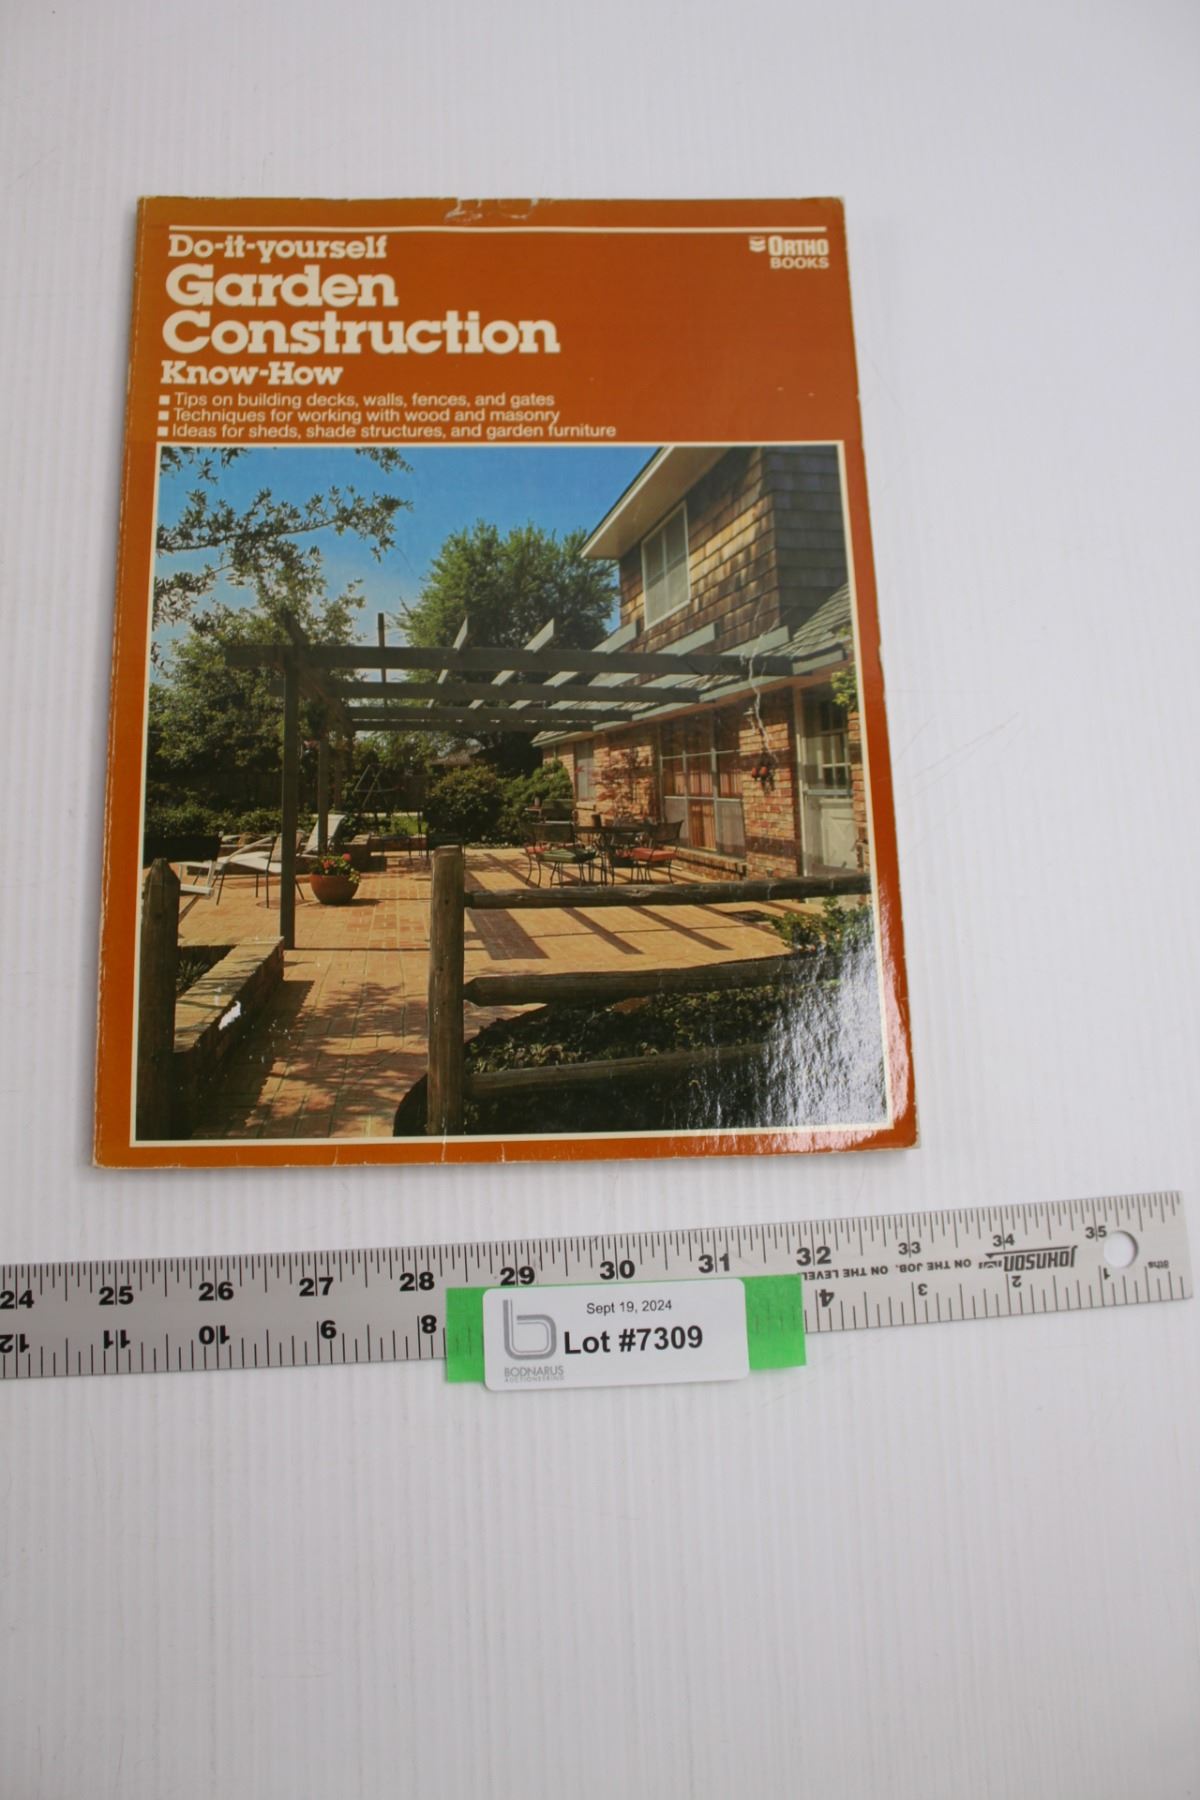 Do-it-yourself
Garden
Construction
Know-How
ORTHO
BOOKS
■ Tips on building decks, walls, fences, and gates
■ Techniques for working with wood and masonry
■ Ideas for sheds, shade structures, and garden furniture
24 25 26 27 28 29 30 31 32 33 34 35
12 11 10 9 8 4 3 2 1
ON THE JOB. ON THE LEVEL
JOHNSON
8ths
Sept 19, 2024
Lot #7309
b
BODNARUS
AUCTIONEERING